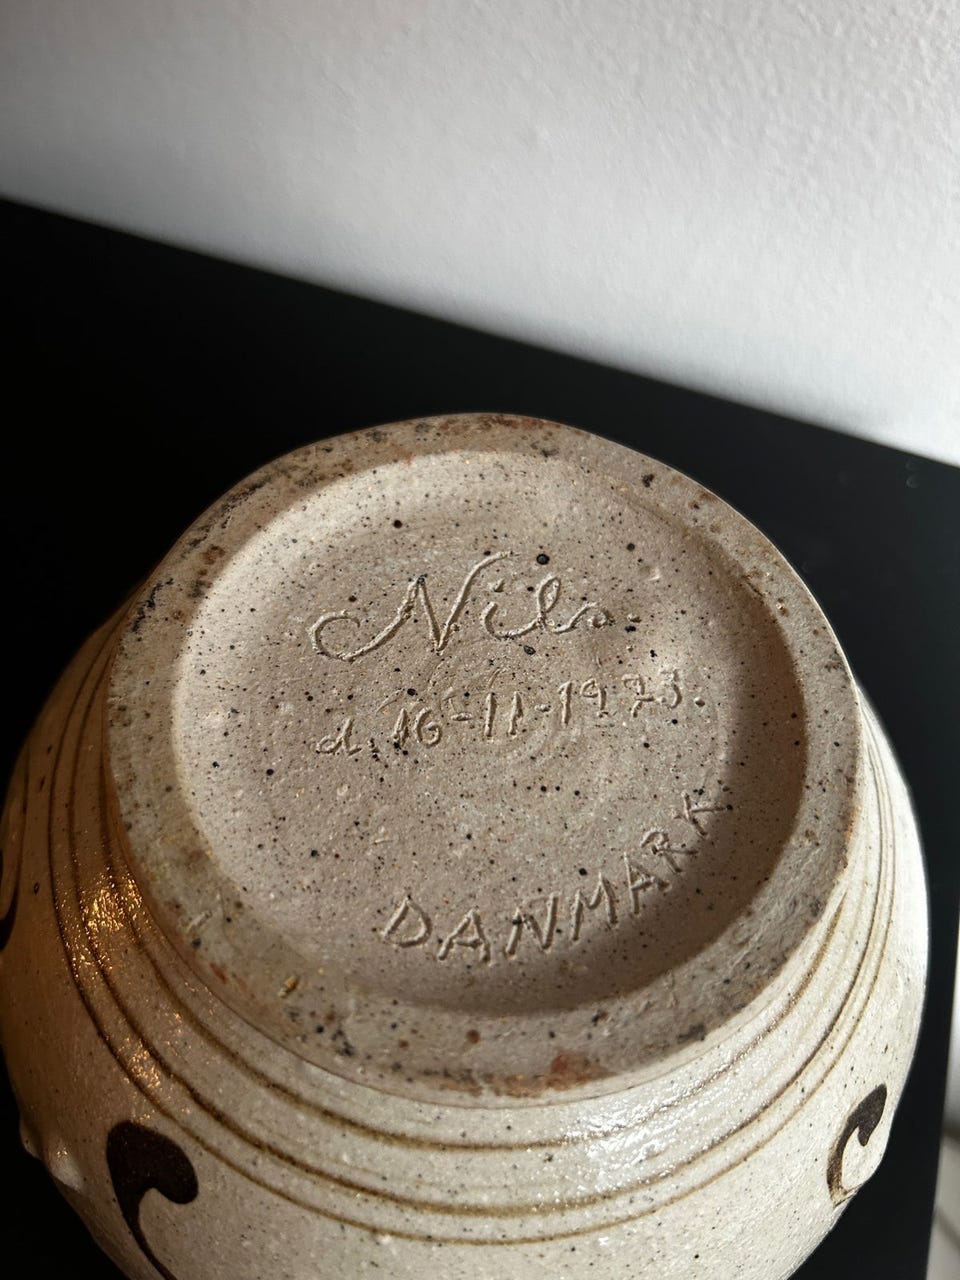 Nils.
d. 16-11-1973.
DANMARK.